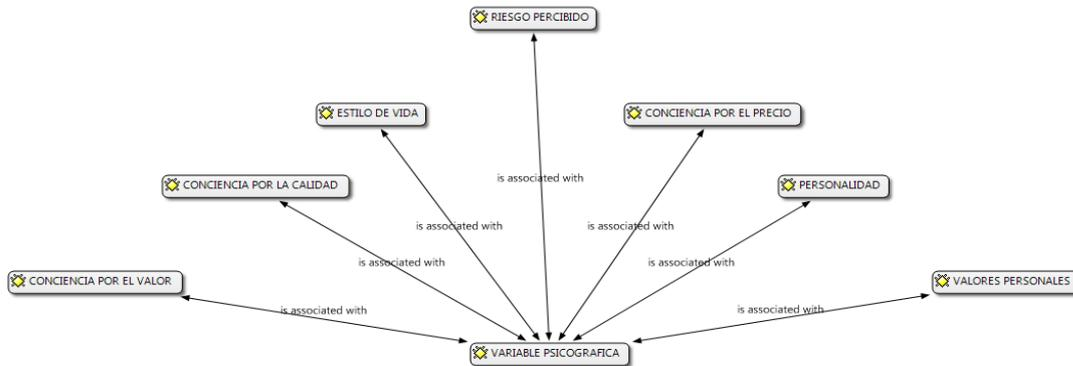 RIESGO PERCIBIDO
ESTILO DE VIDA
CONCIENCIA POR EL PRECIO
is associated with
CONCIENCIA POR LA CALIDAD
PERSONALIDAD
is associated with
is associated with
is associated with
is associated with
CONCIENCIA POR EL VALOR
VALORES PERSONALES
is associated with
is associated with
VARIABLE PSICOGRAFICA